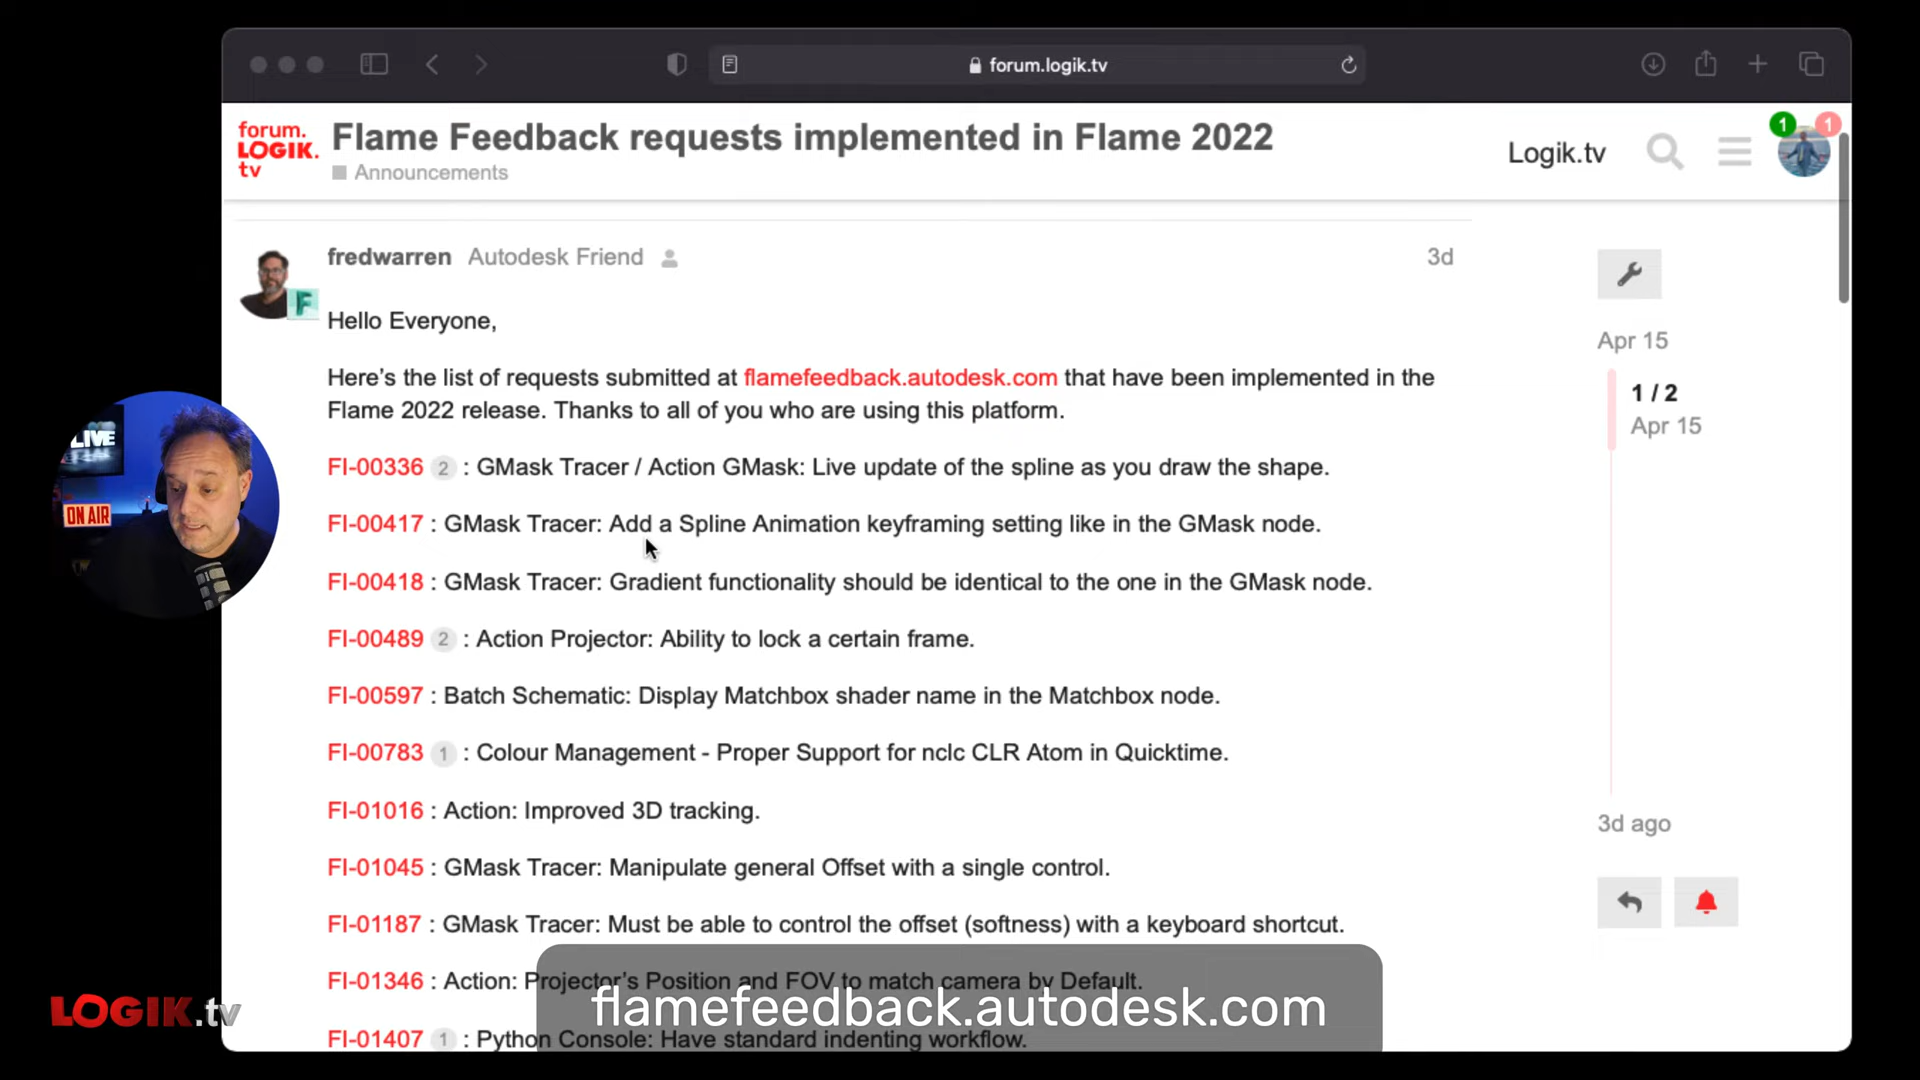 forum.logik.tv
forum.
LOGIK.
tv
Flame Feedback requests implemented in Flame 2022
Announcements
Logik.tv
1
1
fredwarren Autodesk Friend
3d
F
Hello Everyone,
Here's the list of requests submitted at flamefeedback.autodesk.com that have been implemented in the
Flame 2022 release. Thanks to all of you who are using this platform.
FI-00336 2 : GMask Tracer / Action GMask: Live update of the spline as you draw the shape.
FI-00417 : GMask Tracer: Add a Spline Animation keyframing setting like in the GMask node.
FI-00418 : GMask Tracer: Gradient functionality should be identical to the one in the GMask node.
FI-00489 2 : Action Projector: Ability to lock a certain frame.
FI-00597 : Batch Schematic: Display Matchbox shader name in the Matchbox node.
FI-00783 1 : Colour Management - Proper Support for nclc CLR Atom in Quicktime.
FI-01016 : Action: Improved 3D tracking.
FI-01045 : GMask Tracer: Manipulate general Offset with a single control.
FI-01187 : GMask Tracer: Must be able to control the offset (softness) with a keyboard shortcut.
FI-01346 : Action: Projector's Position and FOV to match camera by Default.
FI-01407 1 : Python Console: Have standard indenting workflow.
Apr 15
1 / 2
Apr 15
3d ago
LIVE
ON AIR
LOGIK.tv
flamefeedback.autodesk.com